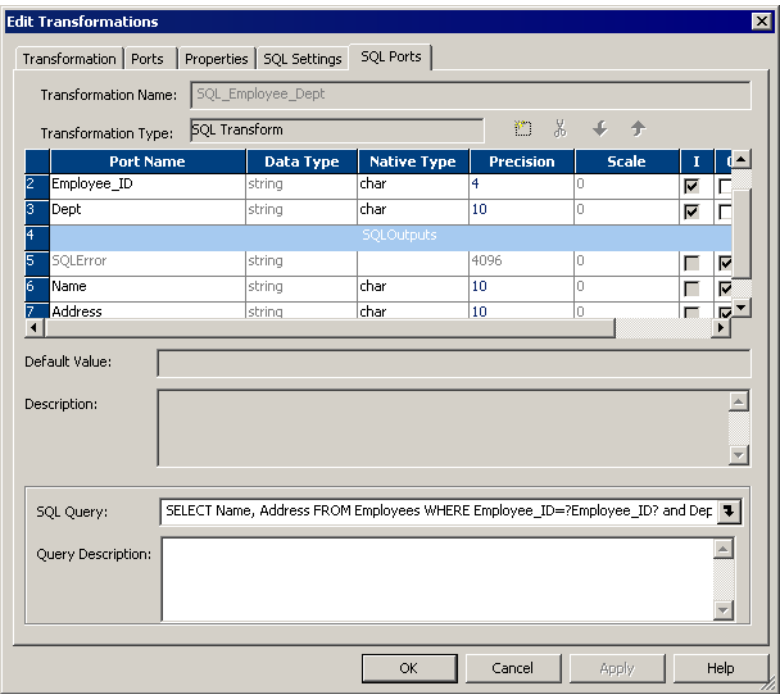 Edit Transformations
Transformation Ports Properties SQL Settings SQL Ports
Transformation Name: SQL_Employee_Dept
Transformation Type: SQL Transform
Port Name Data Type Native Type Precision Scale I
2 Employee_ID string char 4 0
3 Dept string char 10 0
4 SQLOutputs
5 SQLError string 4096 0
6 Name string char 10 0
7 Address string char 10 0
Default Value:
Description:
SQL Query: SELECT Name, Address FROM Employees WHERE Employee_ID=?Employee_ID? and Dep
Query Description:
OK Cancel Apply Help